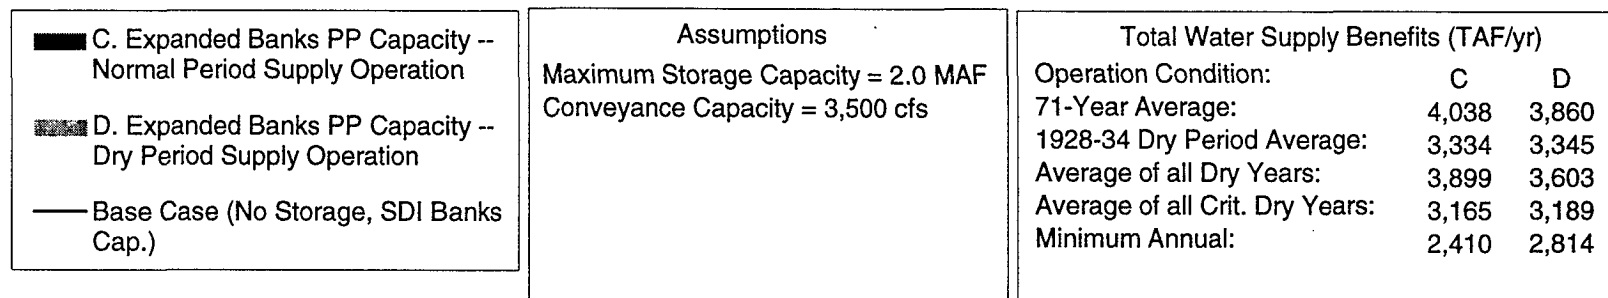 C. Expanded Banks PP Capacity --
Normal Period Supply Operation
D. Expanded Banks PP Capacity --
Dry Period Supply Operation
Base Case (No Storage, SDI Banks
Cap.)
Assumptions
Maximum Storage Capacity = 2.0 MAF
Conveyance Capacity = 3,500 cfs
Total Water Supply Benefits (TAF/yr)
Operation Condition: C D
71-Year Average: 4,038 3,860
1928-34 Dry Period Average: 3,334 3,345
Average of all Dry Years: 3,899 3,603
Average of all Crit. Dry Years: 3,165 3,189
Minimum Annual: 2,410 2,814